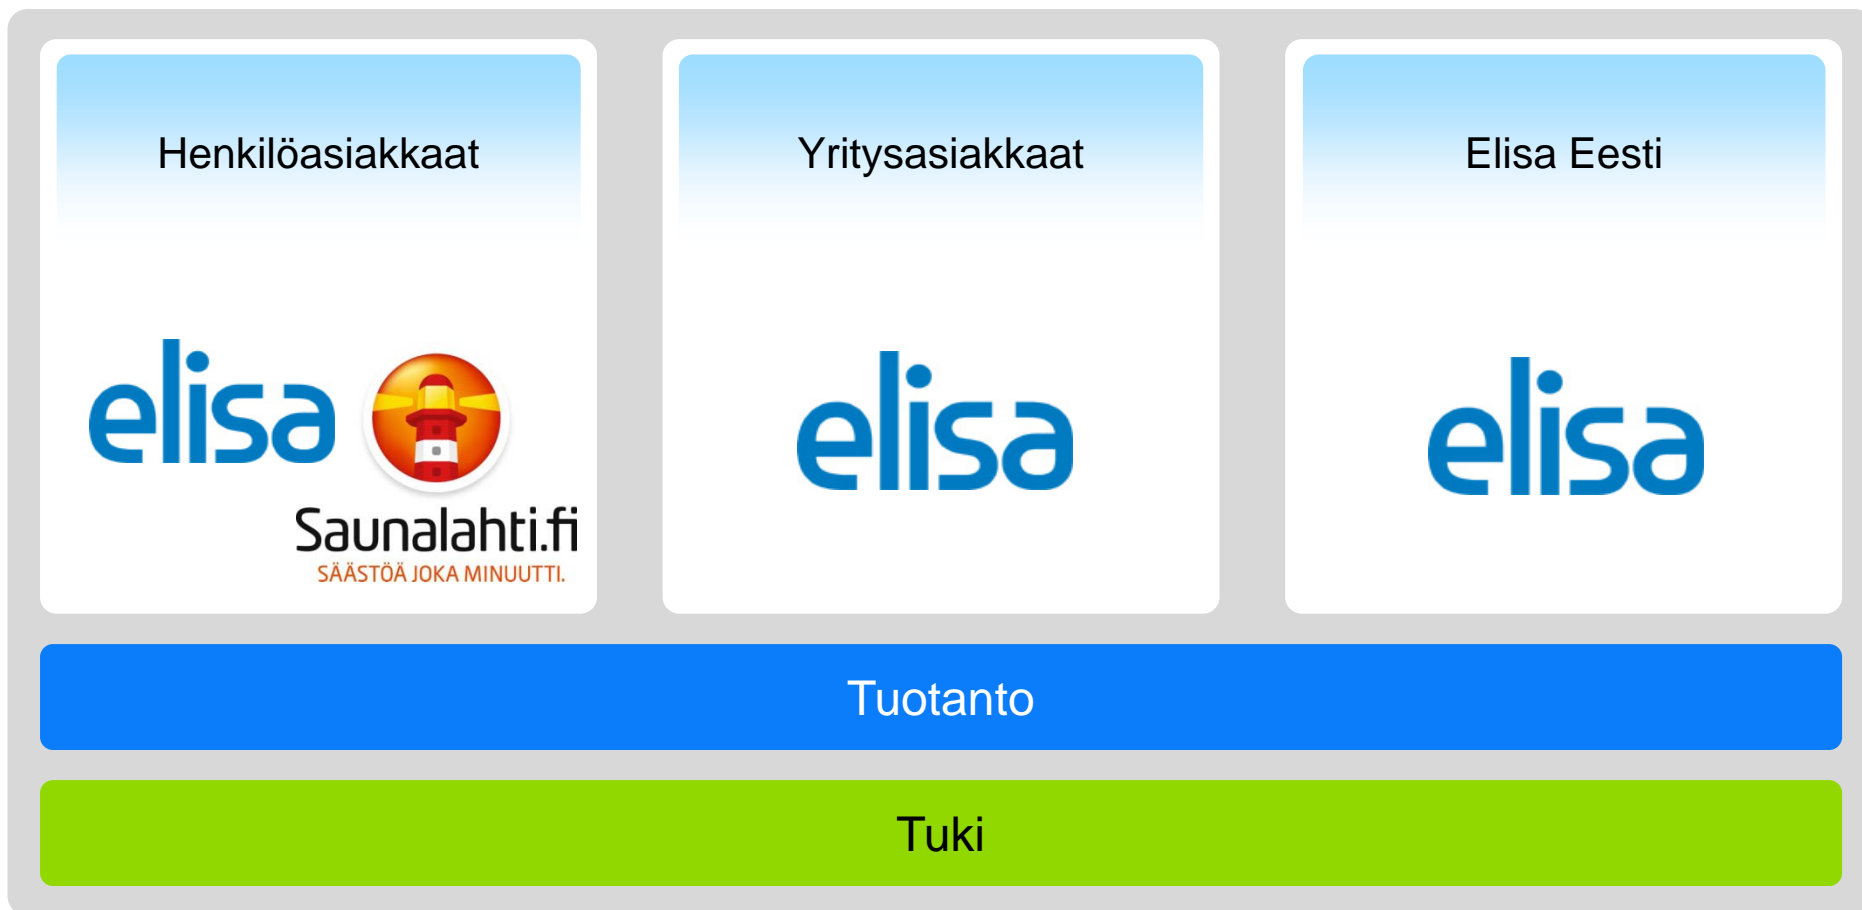 Henkilöasiakkaat
Yritysasiakkaat
Elisa Eesti
elisa
Saunalahti.fi
SÄÄSTÖÄ JOKA MINUUTTI.
elisa
elisa
Tuotanto
Tuki